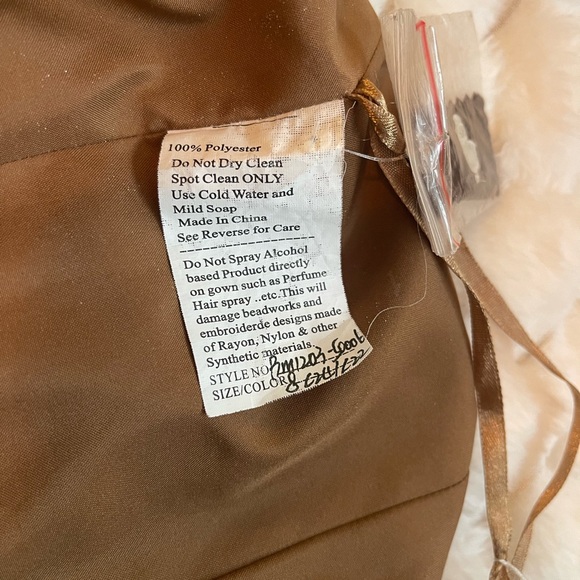 100% Polyester
Do Not Dry Clean
Spot Clean ONLY
Use Cold Water and
Mild Soap
Made In China
See Reverse for Care
Do Not Spray Alcohol
based Product directly
on gown such as Perfume
Hair spray ..etc.This will
damage beadworks and
embroiderde designs made
of Rayon, Nylon & other
Synthetic materials.
STYLE NO
SIZE/COLOR 8